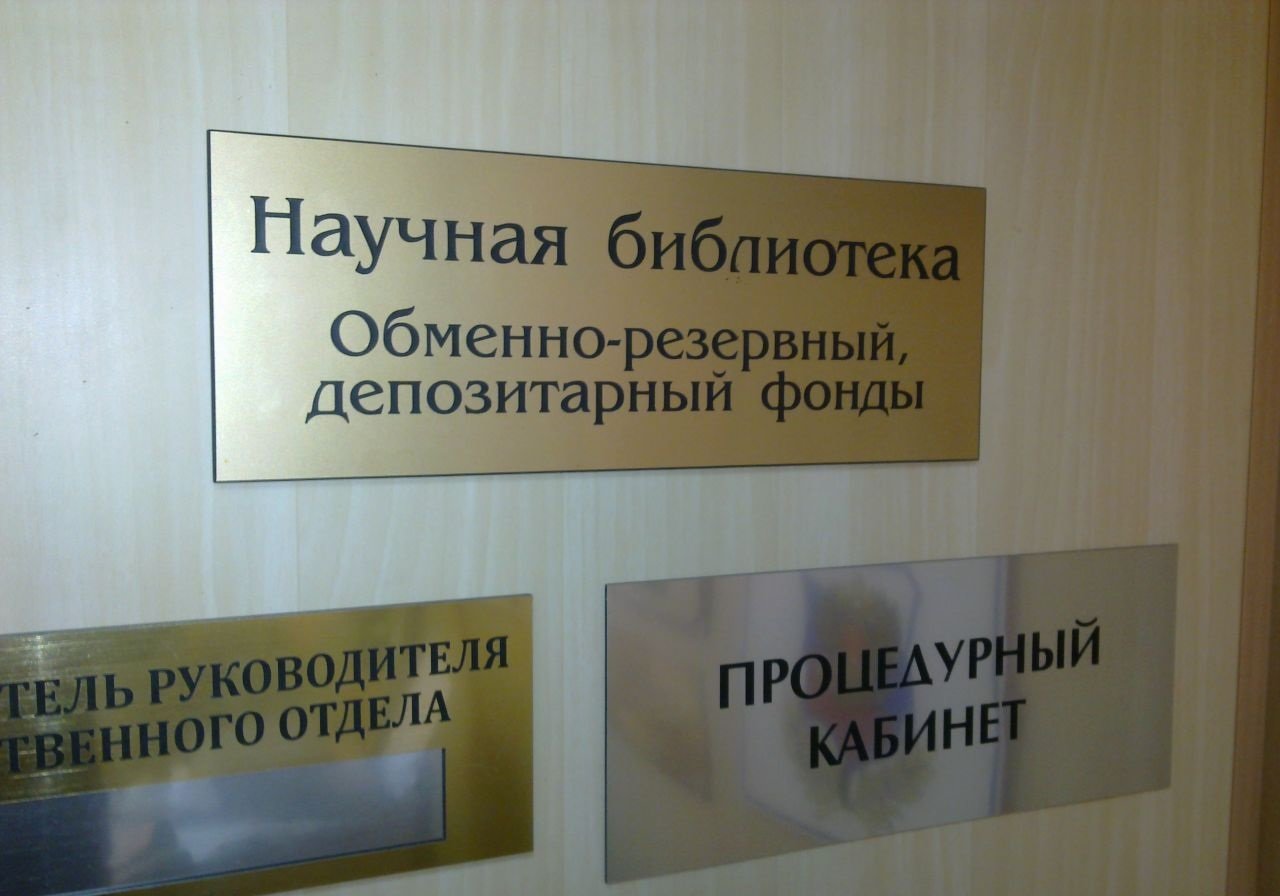 Научная библиотека
Обменно-резервный,
депозитарный фонды
ТЕЛЬ РУКОВОДИТЕЛЯ
ТВЕННОГО ОТДЕЛА
ПРОЦЕДУРНЫЙ
КАБИНЕТ